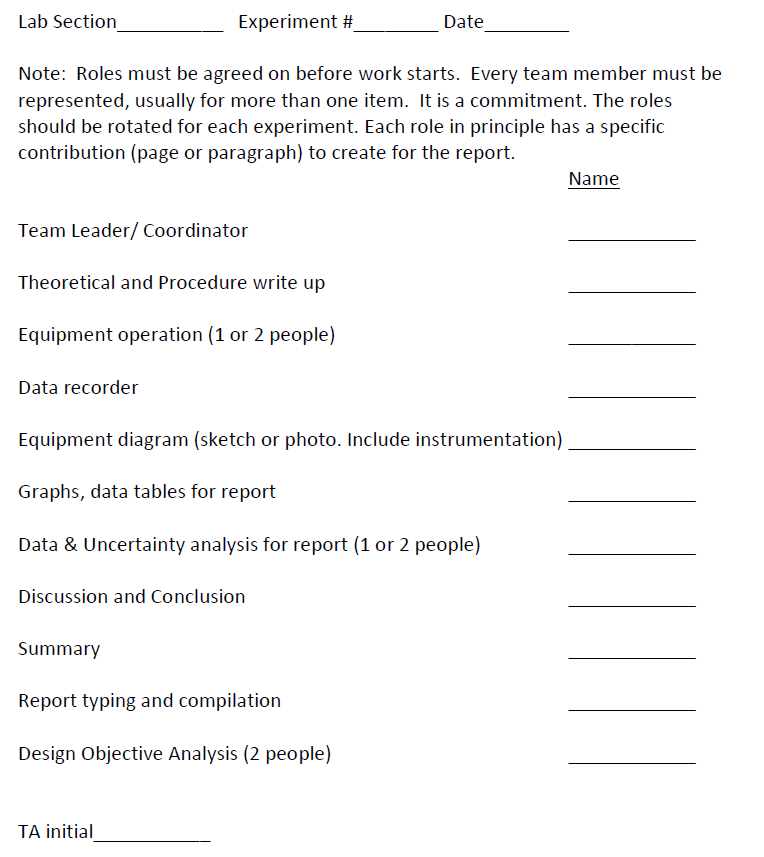 Lab Section__________ Experiment #________ Date________
Note: Roles must be agreed on before work starts. Every team member must be
represented, usually for more than one item. It is a commitment. The roles
should be rotated for each experiment. Each role in principle has a specific
contribution (page or paragraph) to create for the report.
Name
Team Leader/ Coordinator ____________
Theoretical and Procedure write up ____________
Equipment operation (1 or 2 people) ____________
Data recorder ____________
Equipment diagram (sketch or photo. Include instrumentation) ____________
Graphs, data tables for report ____________
Data & Uncertainty analysis for report (1 or 2 people) ____________
Discussion and Conclusion ____________
Summary ____________
Report typing and compilation ____________
Design Objective Analysis (2 people) ____________
TA initial___________